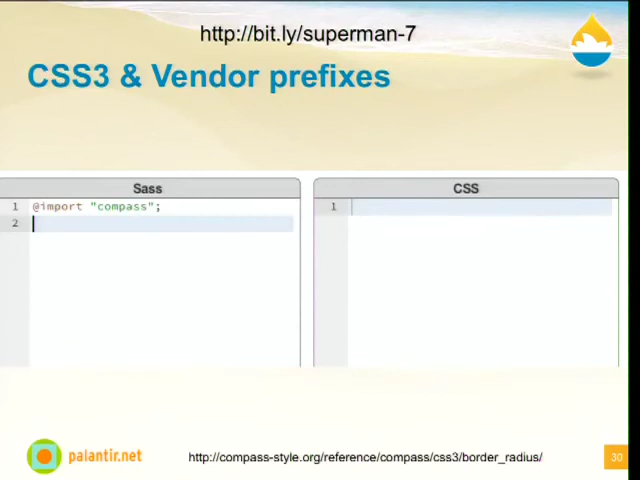 http://bit.ly/superman-7
CSS3 & Vendor prefixes
Sass
1 @import "compass";
2
CSS
1
palantir.net
http://compass-style.org/reference/compass/css3/border_radius/
30